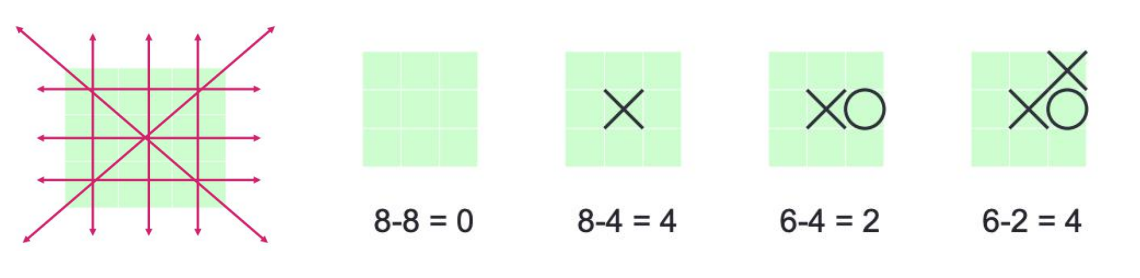 8-8 = 0
8-4 = 4
6-4 = 2
6-2 = 4